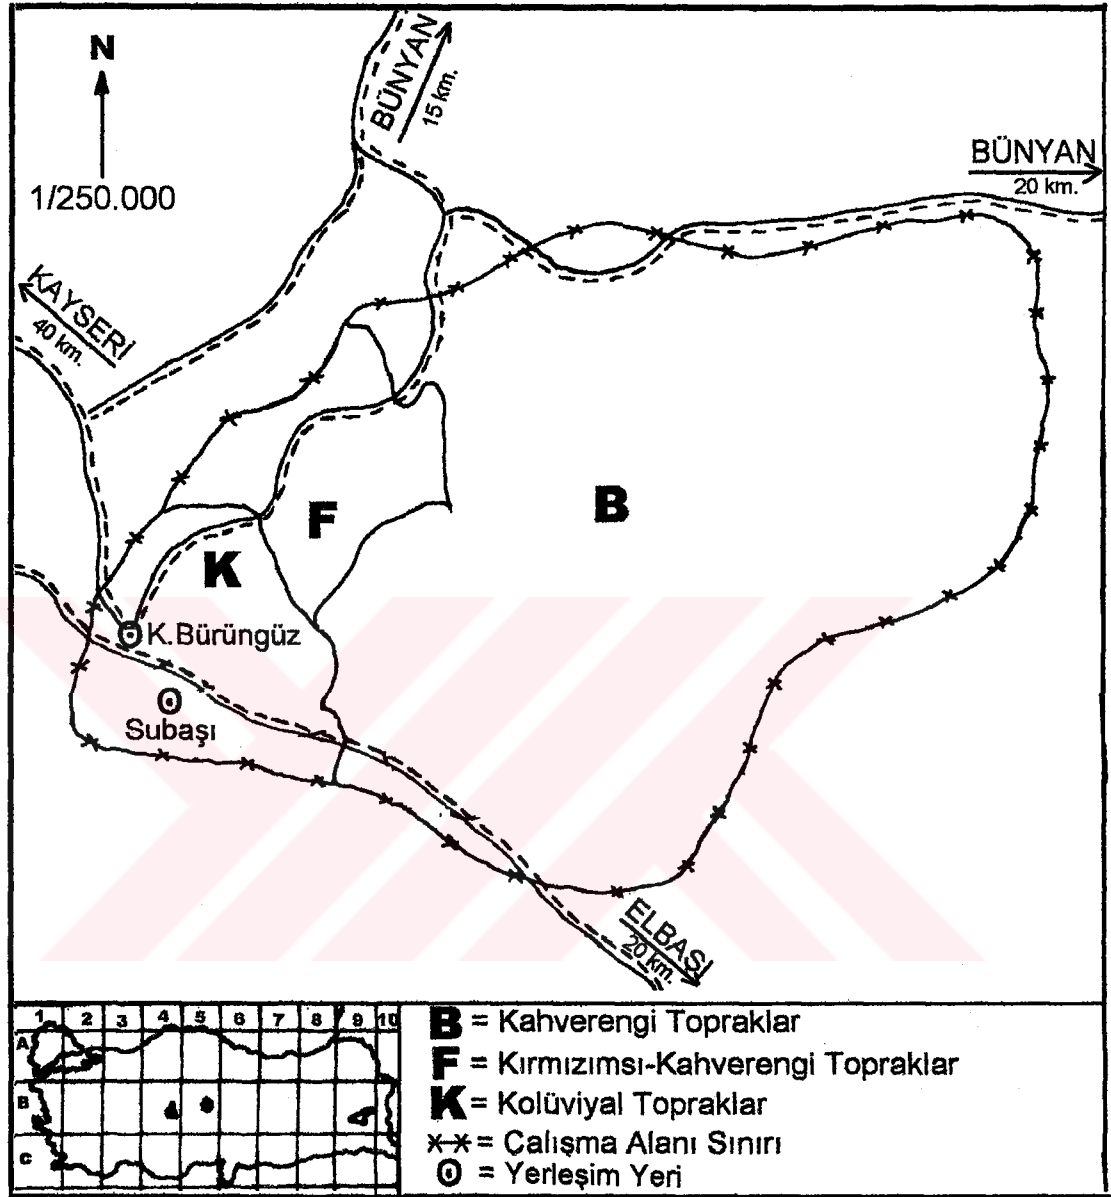 N
1/250.000
BÜNYAN
15 km.
BÜNYAN
20 km.
KAYSERİ
40 km.
B
F
K
K.Bürüngüz
Subaşı
ELBAŞI
20 km.
1 2 3 4 5 6 7 8 9 10
A
B
C
B = Kahverengi Topraklar
F = Kırmızımsı-Kahverengi Topraklar
K = Kolüviyal Topraklar
= Çalışma Alanı Sınırı
= Yerleşim Yeri